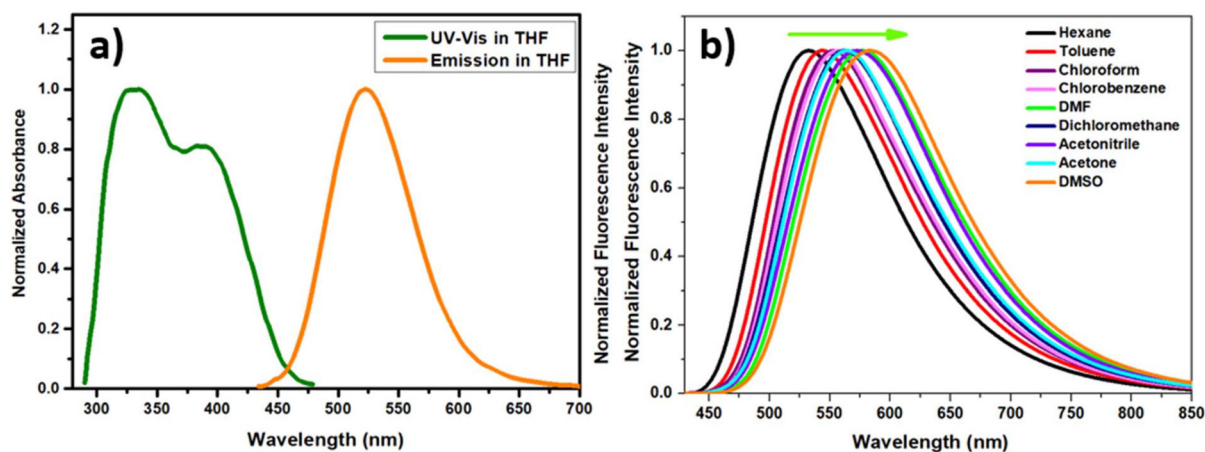 a)
UV-Vis in THF
Emission in THF
Normalized Absorbance
1.2
1.0
0.8
0.6
0.4
0.2
0.0
300 350 400 450 500 550 600 650 700
Wavelength (nm)
b)
Hexane
Toluene
Chloroform
Chlorobenzene
DMF
Dichloromethane
Acetonitrile
Acetone
DMSO
Normalized Fluorescence Intensity
Normalized Fluorescence Intensity
1.0
0.8
0.6
0.4
0.2
0.0
450 500 550 600 650 700 750 800 850
Wavelength (nm)